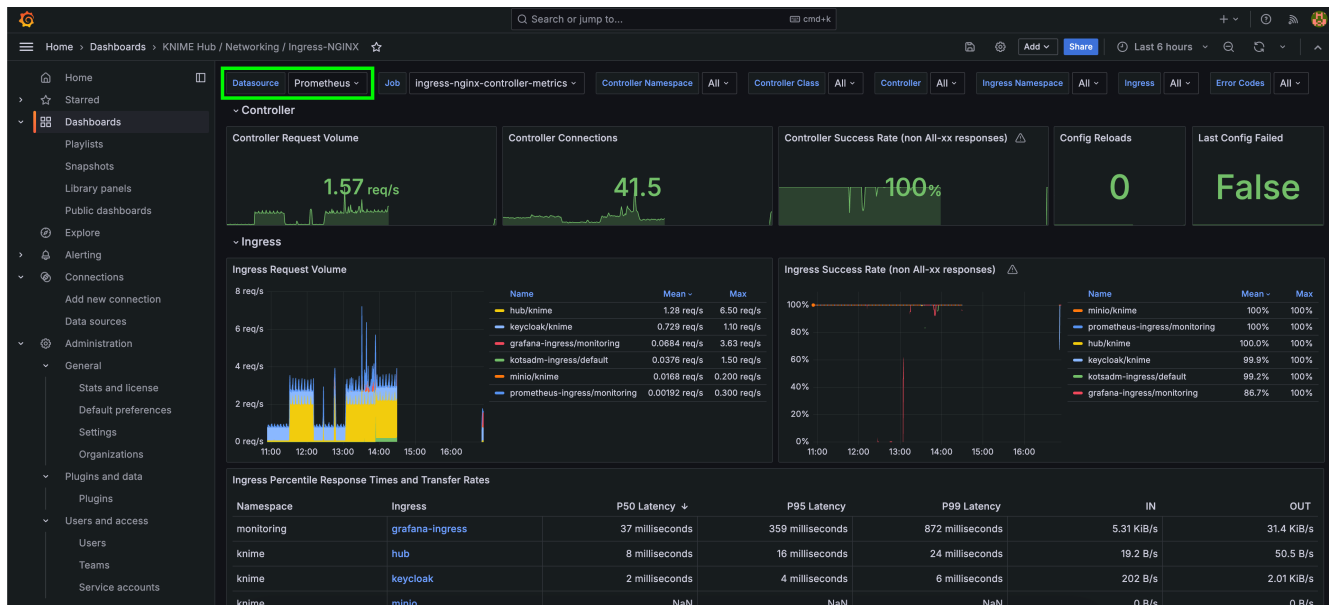 Search or jump to... cmd+k
Home › Dashboards › KNIME Hub / Networking / Ingress-NGINX Add Share Last 6 hours
Home
Starred
Dashboards
Playlists
Snapshots
Library panels
Public dashboards
Explore
Alerting
Connections
Add new connection
Data sources
Administration
General
Stats and license
Default preferences
Settings
Organizations
Plugins and data
Plugins
Users and access
Users
Teams
Service accounts
Datasource Prometheus Job ingress-nginx-controller-metrics Controller Namespace All Controller Class All Controller All Ingress Namespace All Ingress All Error Codes All
Controller
Controller Request Volume
1.57 req/s
Controller Connections
41.5
Controller Success Rate (non All-xx responses)
100%
Config Reloads
0
Last Config Failed
False
Ingress
Ingress Request Volume
8 req/s
6 req/s
4 req/s
2 req/s
0 req/s
11:00 12:00 13:00 14:00 15:00 16:00
Name Mean Max
hub/knime 1.28 req/s 6.50 req/s
keycloak/knime 0.729 req/s 1.10 req/s
grafana-ingress/monitoring 0.0684 req/s 3.63 req/s
kotsadm-ingress/default 0.0376 req/s 1.50 req/s
minio/knime 0.0168 req/s 0.200 req/s
prometheus-ingress/monitoring 0.00192 req/s 0.300 req/s
Ingress Success Rate (non All-xx responses)
100%
80%
60%
40%
20%
0%
11:00 12:00 13:00 14:00 15:00 16:00
Name Mean Max
minio/knime 100% 100%
prometheus-ingress/monitoring 100% 100%
hub/knime 100.0% 100%
keycloak/knime 99.9% 100%
kotsadm-ingress/default 99.2% 100%
grafana-ingress/monitoring 86.7% 100%
Ingress Percentile Response Times and Transfer Rates
Namespace Ingress P50 Latency ↓ P95 Latency P99 Latency IN OUT
monitoring grafana-ingress 37 milliseconds 359 milliseconds 872 milliseconds 5.31 KiB/s 31.4 KiB/s
knime hub 8 milliseconds 16 milliseconds 24 milliseconds 19.2 B/s 50.5 B/s
knime keycloak 2 milliseconds 4 milliseconds 6 milliseconds 202 B/s 2.01 KiB/s
knime minio NaN NaN NaN 0 B/s 0 B/s